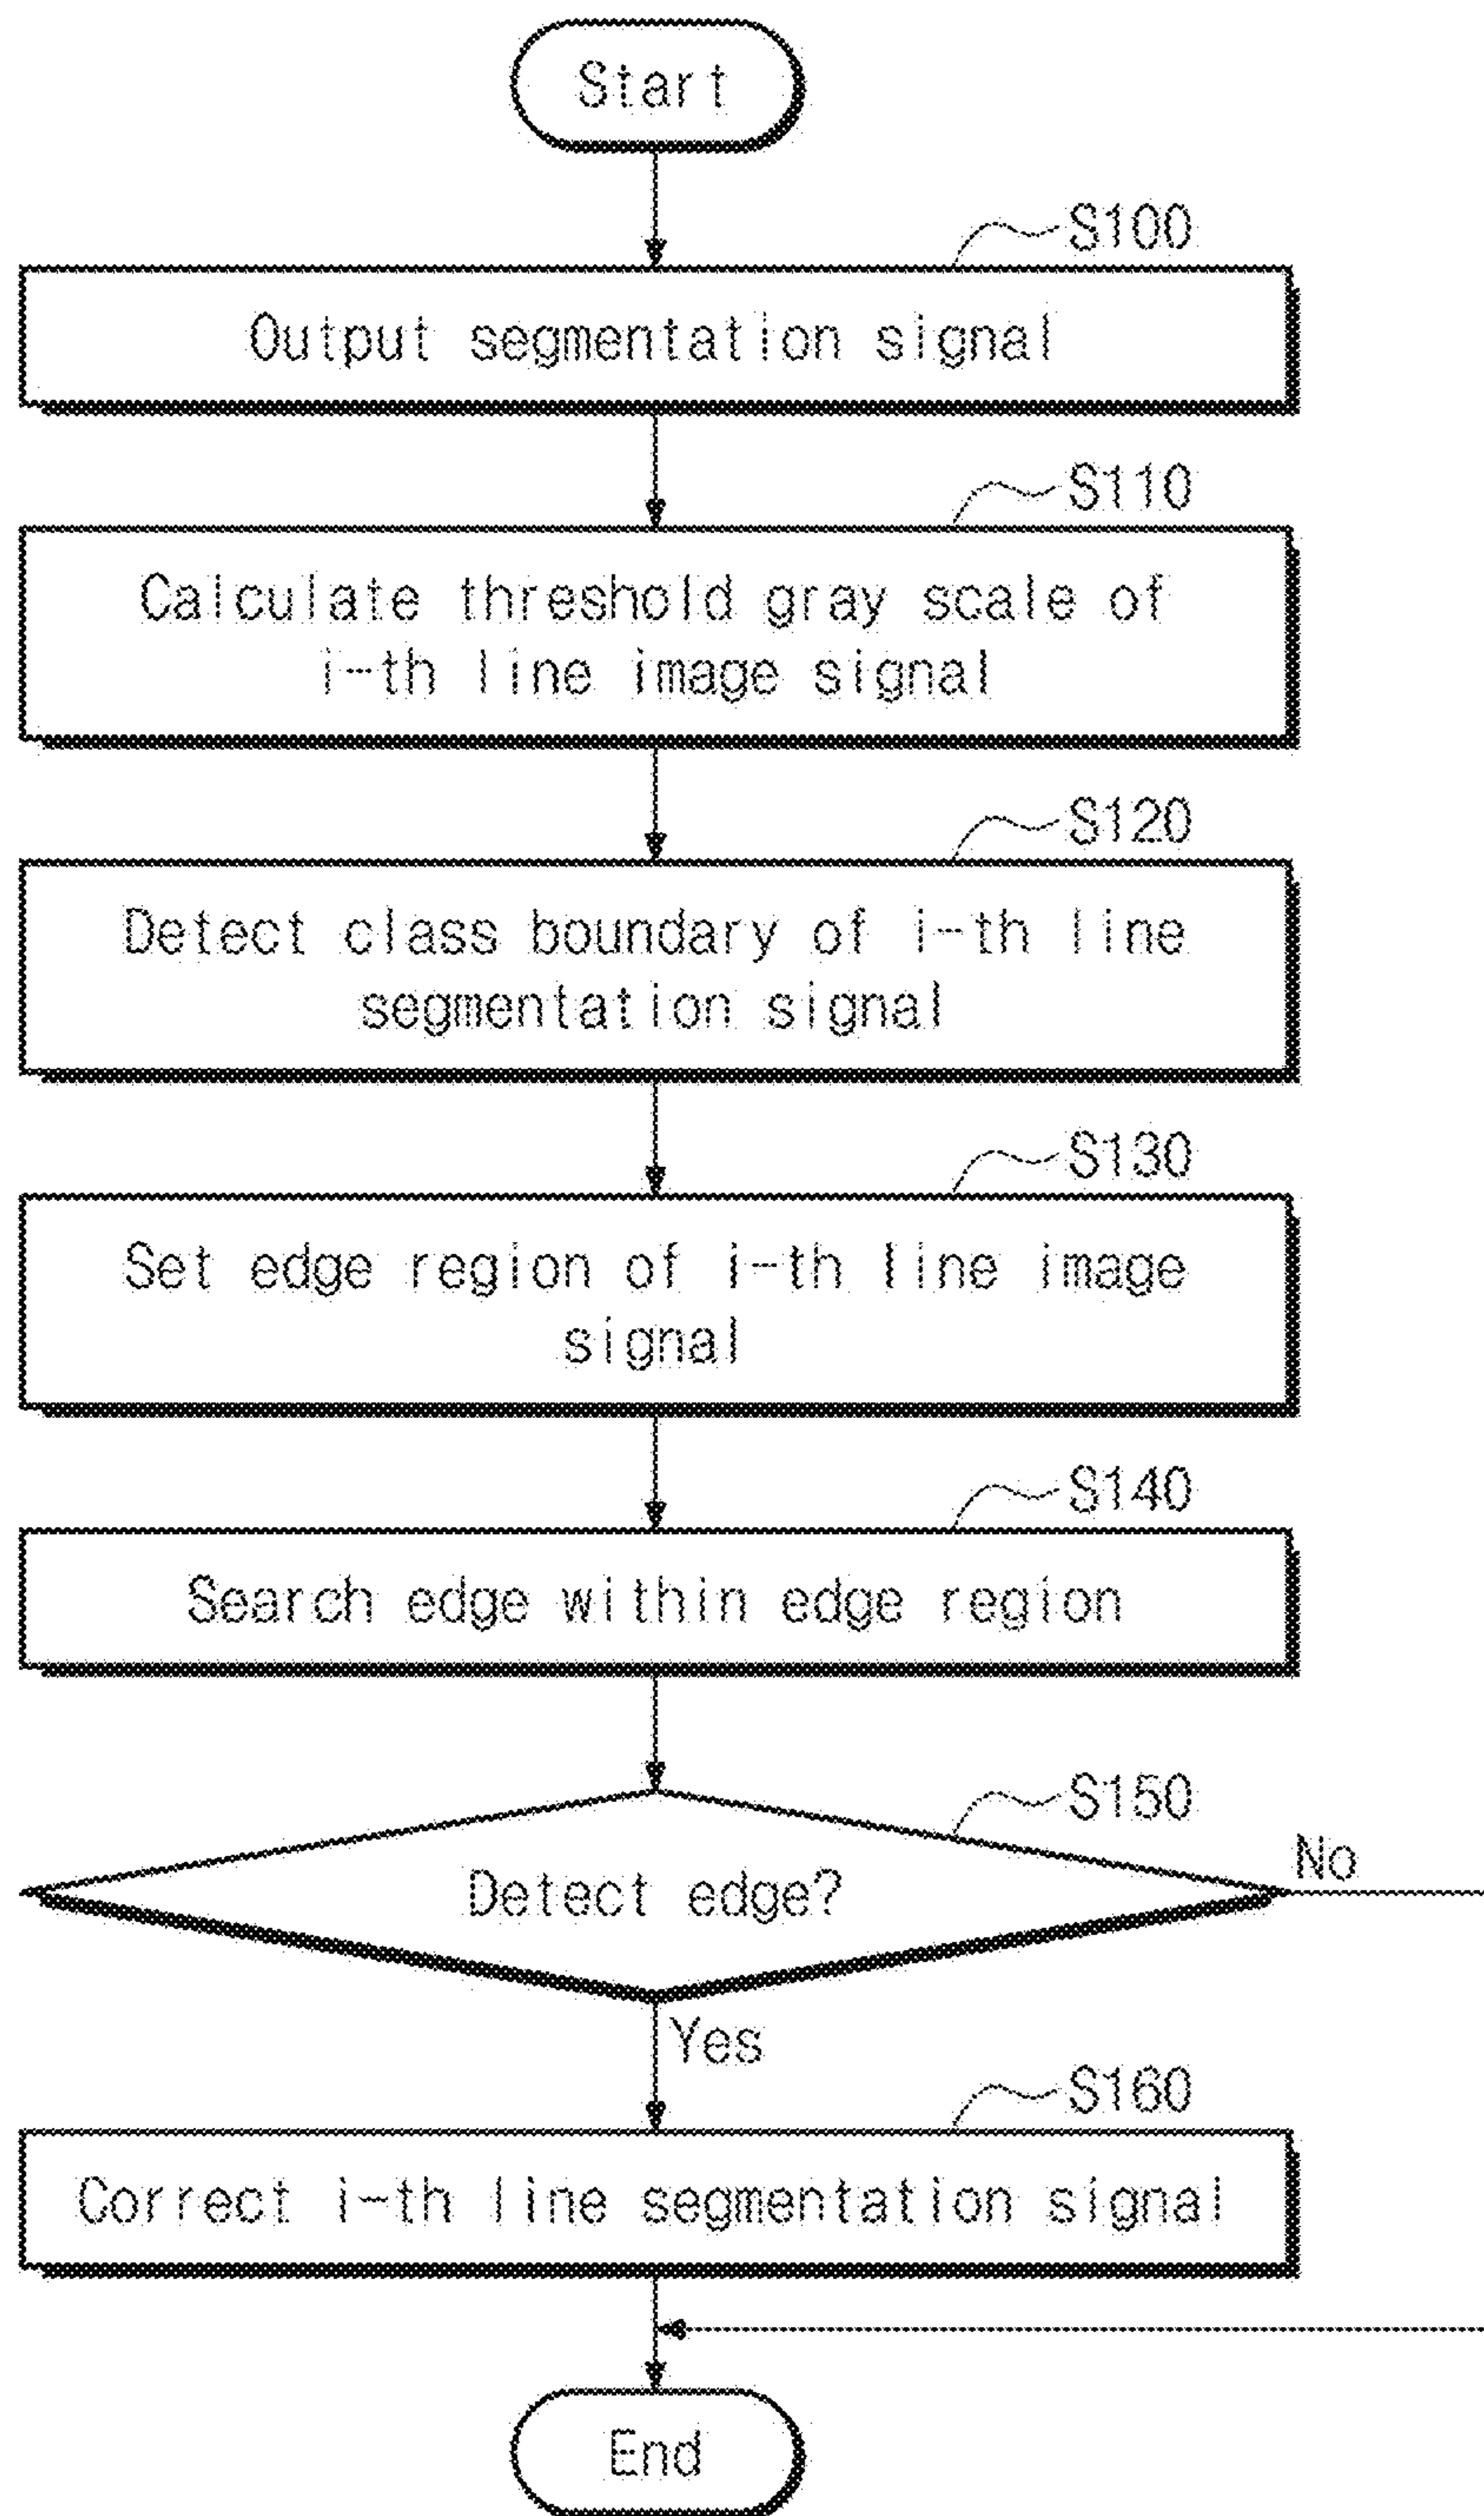 Start
S100
Output segmentation signal
S110
Calculate threshold gray scale of
i-th line image signal
S120
Detect class boundary of i-th line
segmentation signal
S130
Set edge region of i-th line image
signal
S140
Search edge within edge region
S150
No
Detect edge?
Yes
S160
Correct i-th line segmentation signal
End